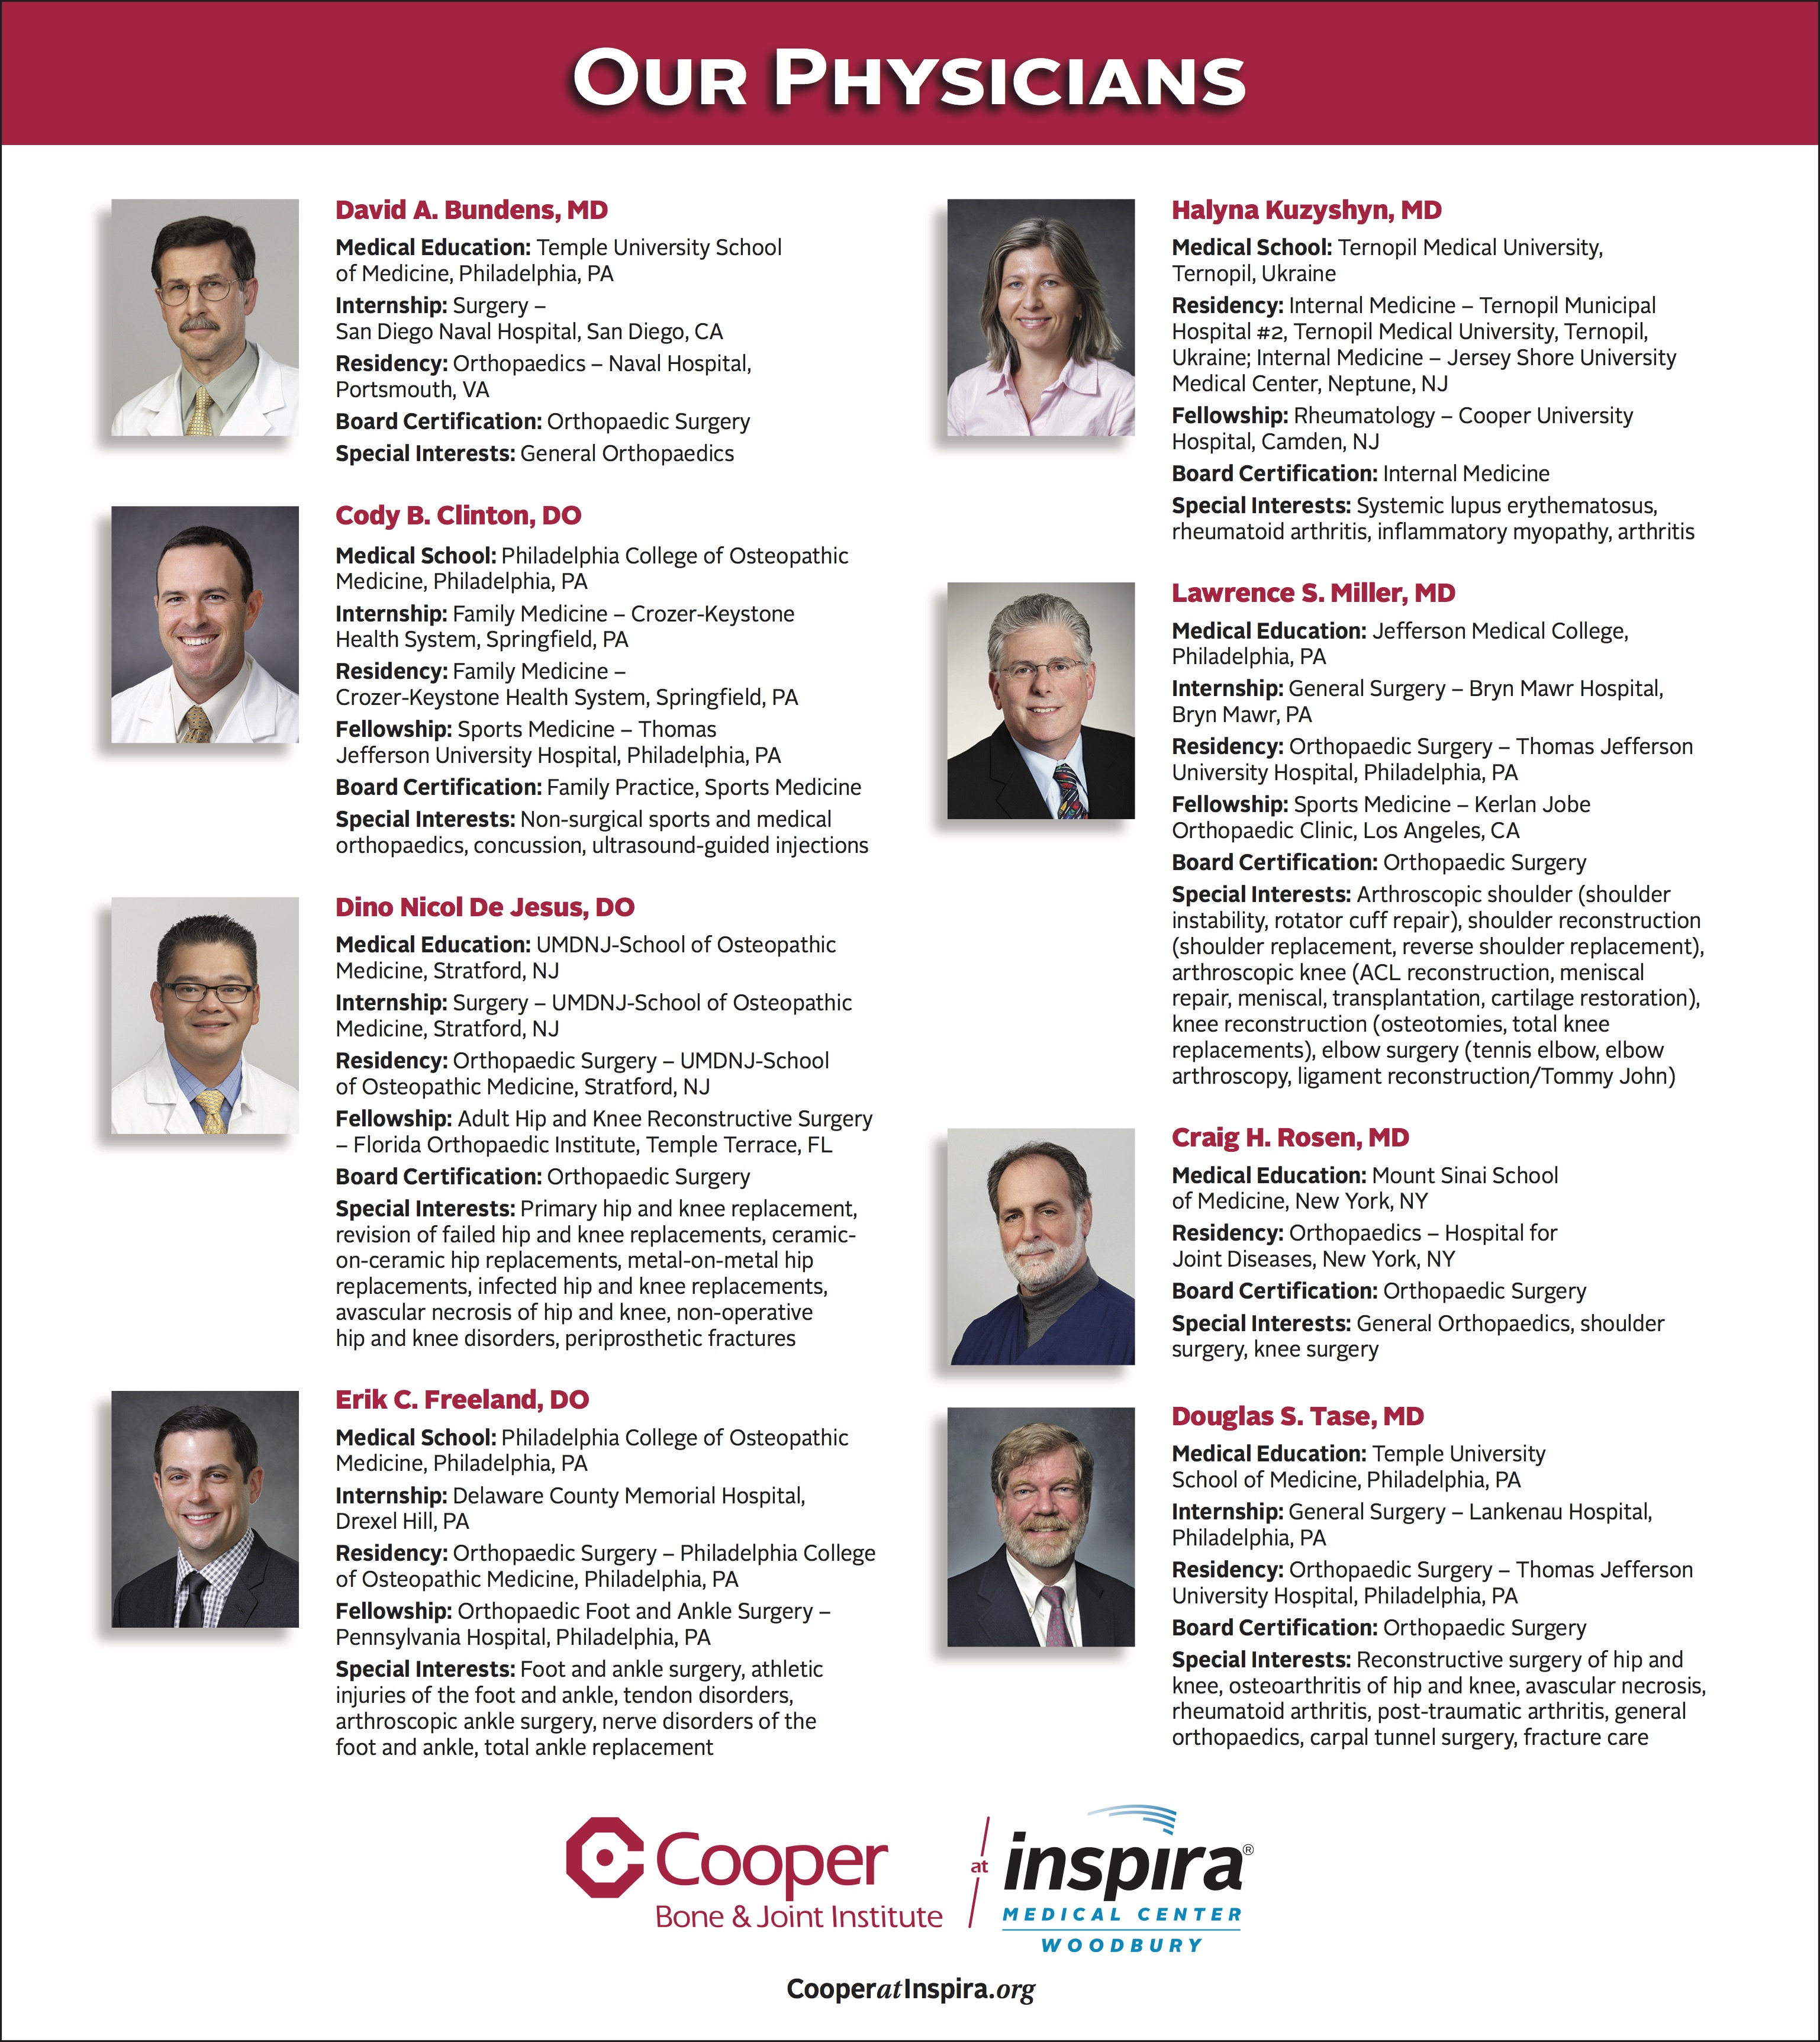 Our Physicians
David A. Bundens, MD
Medical Education: Temple University School
of Medicine, Philadelphia, PA
Internship: Surgery –
San Diego Naval Hospital, San Diego, CA
Residency: Orthopaedics – Naval Hospital,
Portsmouth, VA
Board Certification: Orthopaedic Surgery
Special Interests: General Orthopaedics
Cody B. Clinton, DO
Medical School: Philadelphia College of Osteopathic
Medicine, Philadelphia, PA
Internship: Family Medicine – Crozer-Keystone
Health System, Springfield, PA
Residency: Family Medicine –
Crozer-Keystone Health System, Springfield, PA
Fellowship: Sports Medicine – Thomas
Jefferson University Hospital, Philadelphia, PA
Board Certification: Family Practice, Sports Medicine
Special Interests: Non-surgical sports and medical
orthopaedics, concussion, ultrasound-guided injections
Dino Nicol De Jesus, DO
Medical Education: UMDNJ-School of Osteopathic
Medicine, Stratford, NJ
Internship: Surgery – UMDNJ-School of Osteopathic
Medicine, Stratford, NJ
Residency: Orthopaedic Surgery – UMDNJ-School
of Osteopathic Medicine, Stratford, NJ
Fellowship: Adult Hip and Knee Reconstructive Surgery
– Florida Orthopaedic Institute, Temple Terrace, FL
Board Certification: Orthopaedic Surgery
Special Interests: Primary hip and knee replacement,
revision of failed hip and knee replacements, ceramic-
on-ceramic hip replacements, metal-on-metal hip
replacements, infected hip and knee replacements,
avascular necrosis of hip and knee, non-operative
hip and knee disorders, periprosthetic fractures
Erik C. Freeland, DO
Medical School: Philadelphia College of Osteopathic
Medicine, Philadelphia, PA
Internship: Delaware County Memorial Hospital,
Drexel Hill, PA
Residency: Orthopaedic Surgery – Philadelphia College
of Osteopathic Medicine, Philadelphia, PA
Fellowship: Orthopaedic Foot and Ankle Surgery –
Pennsylvania Hospital, Philadelphia, PA
Special Interests: Foot and ankle surgery, athletic
injuries of the foot and ankle, tendon disorders,
arthroscopic ankle surgery, nerve disorders of the
foot and ankle, total ankle replacement
Halyna Kuzyshyn, MD
Medical School: Ternopil Medical University,
Ternopil, Ukraine
Residency: Internal Medicine – Ternopil Municipal
Hospital #2, Ternopil Medical University, Ternopil,
Ukraine; Internal Medicine – Jersey Shore University
Medical Center, Neptune, NJ
Fellowship: Rheumatology – Cooper University
Hospital, Camden, NJ
Board Certification: Internal Medicine
Special Interests: Systemic lupus erythematosus,
rheumatoid arthritis, inflammatory myopathy, arthritis
Lawrence S. Miller, MD
Medical Education: Jefferson Medical College,
Philadelphia, PA
Internship: General Surgery – Bryn Mawr Hospital,
Bryn Mawr, PA
Residency: Orthopaedic Surgery – Thomas Jefferson
University Hospital, Philadelphia, PA
Fellowship: Sports Medicine – Kerlan Jobe
Orthopaedic Clinic, Los Angeles, CA
Board Certification: Orthopaedic Surgery
Special Interests: Arthroscopic shoulder (shoulder
instability, rotator cuff repair), shoulder reconstruction
(shoulder replacement, reverse shoulder replacement),
arthroscopic knee (ACL reconstruction, meniscal
repair, meniscal, transplantation, cartilage restoration),
knee reconstruction (osteotomies, total knee
replacements), elbow surgery (tennis elbow, elbow
arthroscopy, ligament reconstruction/Tommy John)
Craig H. Rosen, MD
Medical Education: Mount Sinai School
of Medicine, New York, NY
Residency: Orthopaedics – Hospital for
Joint Diseases, New York, NY
Board Certification: Orthopaedic Surgery
Special Interests: General Orthopaedics, shoulder
surgery, knee surgery
Douglas S. Tase, MD
Medical Education: Temple University
School of Medicine, Philadelphia, PA
Internship: General Surgery – Lankenau Hospital,
Philadelphia, PA
Residency: Orthopaedic Surgery – Thomas Jefferson
University Hospital, Philadelphia, PA
Board Certification: Orthopaedic Surgery
Special Interests: Reconstructive surgery of hip and
knee, osteoarthritis of hip and knee, avascular necrosis,
rheumatoid arthritis, post-traumatic arthritis, general
orthopaedics, carpal tunnel surgery, fracture care
Cooper
Bone & Joint Institute
at
inspira®
MEDICAL CENTER
WOODBURY
CooperatInspira.org